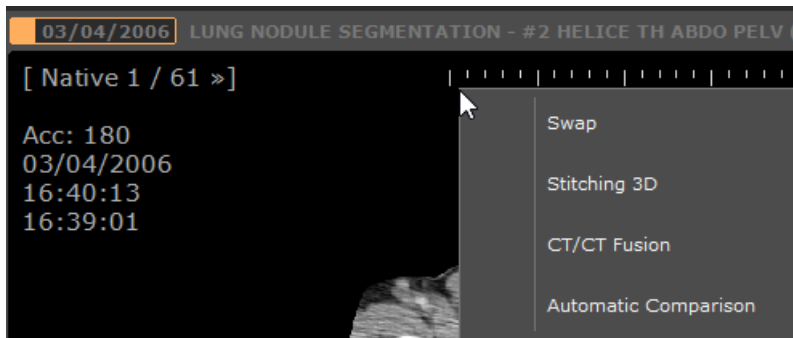 03/04/2006 LUNG NODULE SEGMENTATION - #2 HELICE TH ABDO PELV (
[ Native 1 / 61 »]
Acc: 180
03/04/2006
16:40:13
16:39:01
Swap
Stitching 3D
CT/CT Fusion
Automatic Comparison